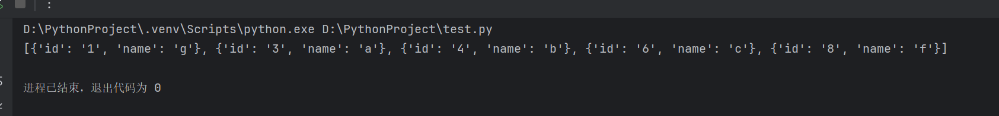 :
D:\PythonProject\.venv\Scripts\python.exe D:\PythonProject\test.py
[{'id': '1', 'name': 'g'}, {'id': '3', 'name': 'a'}, {'id': '4', 'name': 'b'}, {'id': '6', 'name': 'c'}, {'id': '8', 'name': 'f'}]
进程已结束，退出代码为 0